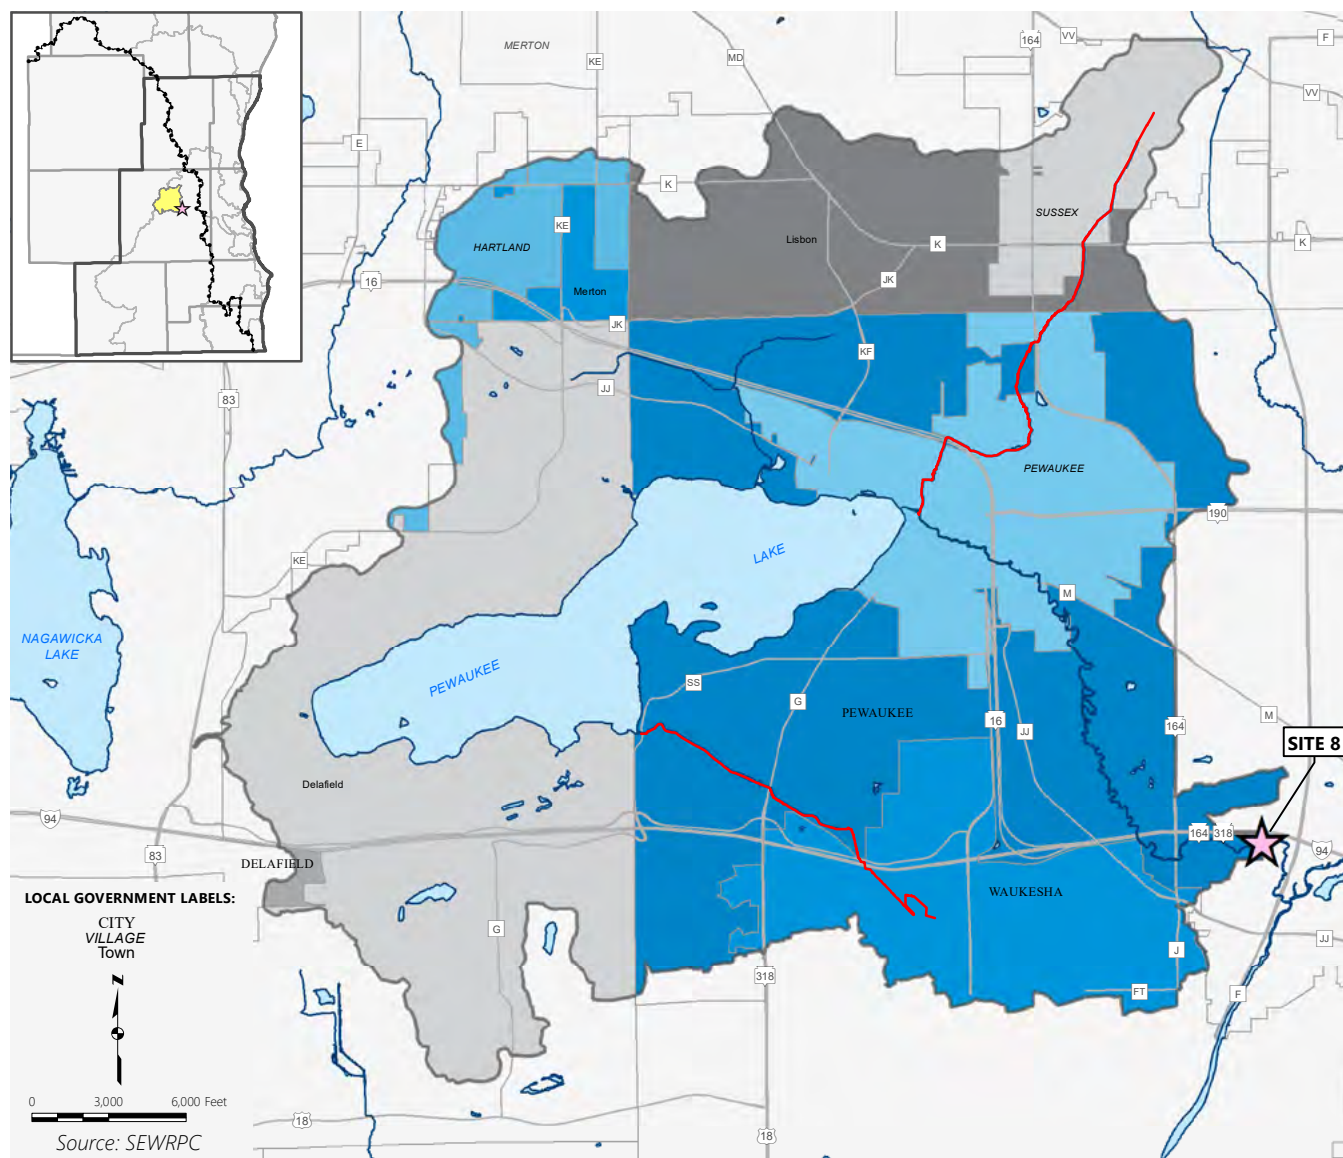 MERTON
KE
MD
164
VV
F
VV
E
K
SUSSEX
KE
HARTLAND
Lisbon
K
K
JK
16
Merton
JK
KF
JJ
83
PEWAUKEE
190
LAKE
KE
M
NAGAWICKA
LAKE
PEWAUKEE
SS
G
PEWAUKEE
16
JJ
164
M
SITE 8
Delafield
94
164
318
94
83
DELAFIELD
WAUKESHA
LOCAL GOVERNMENT LABELS:
CITY
VILLAGE
Town
G
JJ
J
318
FT
F
N
0
3,000
6,000 Feet
18
18
Source: SEWRPC